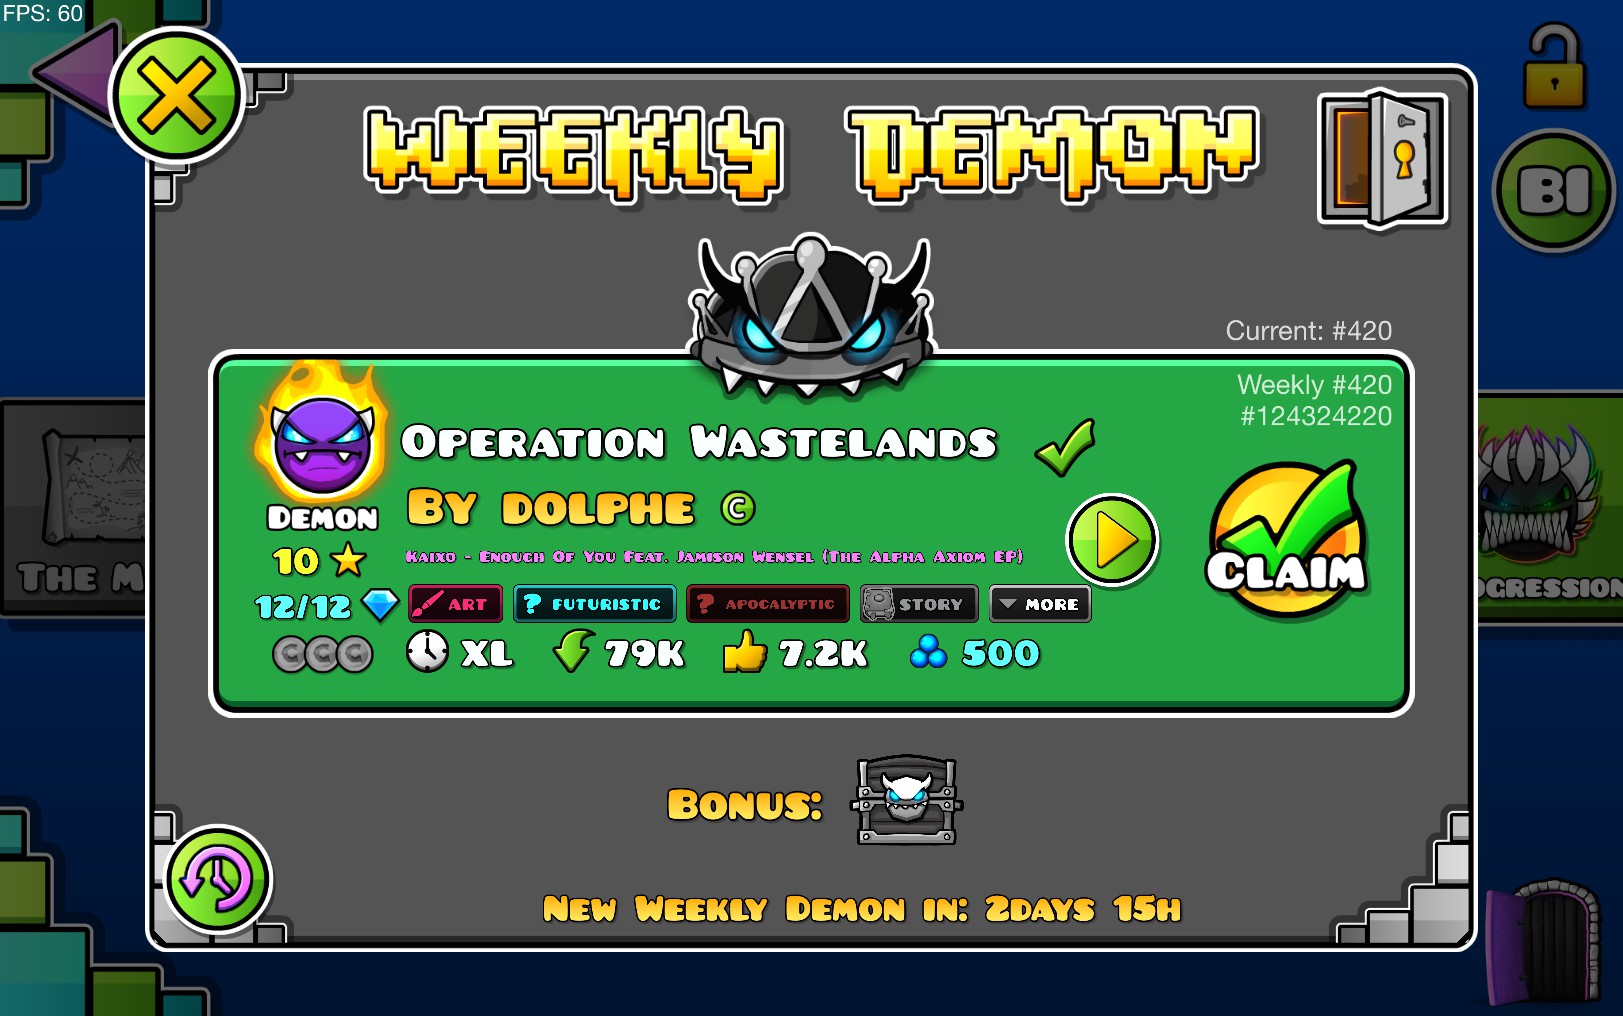 FPS: 60
WEEKLY DEMON
BI
Current: #420
Weekly #420
#124324220
OPERATION WASTELANDS
BY DOLPHE C
DEMON
CLAIM
10
KAIXO - ENOUGH OF YOU FEAT. JAMISON WENSEL (THE ALPHA AXIOM EP)
12/12
ART ? FUTURISTIC ? APOCALYPTIC STORY MORE
C C C XL 79K 7.2K 500
THE M
OGRESSION
BONUS:
NEW WEEKLY DEMON IN: 2DAYS 15H